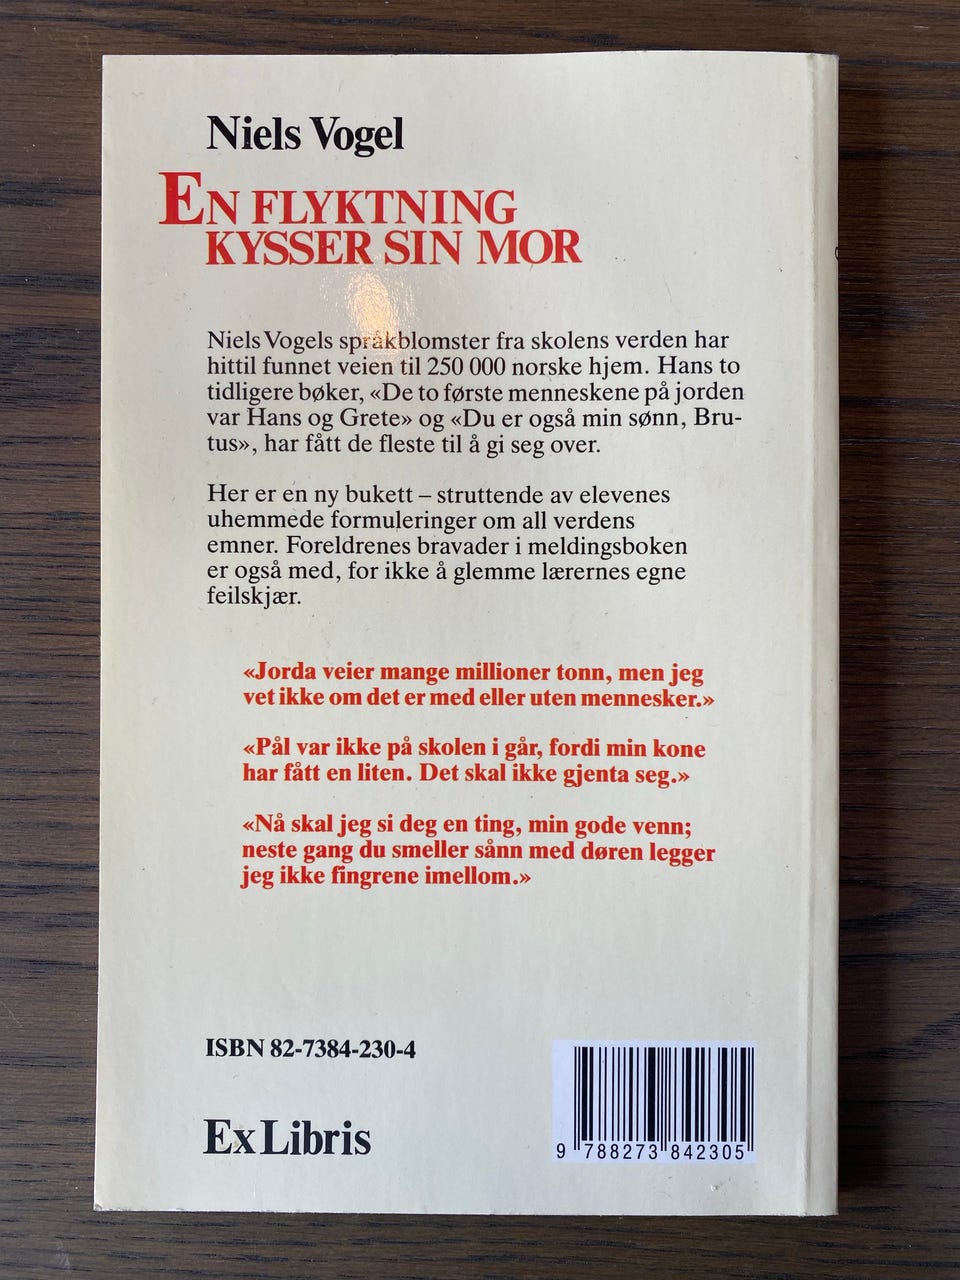 Niels Vogel
EN FLYKTNING
KYSSER SIN MOR
Niels Vogels språkblomster fra skolens verden har
hittil funnet veien til 250 000 norske hjem. Hans to
tidligere bøker, «De to første menneskene på jorden
var Hans og Grete» og «Du er også min sønn, Bru-
tus», har fått de fleste til å gi seg over.
Her er en ny bukett – struttende av elevenes
uhemmede formuleringer om all verdens
emner. Foreldrenes bravader i meldingsboken
er også med, for ikke å glemme lærernes egne
feilskjær.
«Jorda veier mange millioner tonn, men jeg
vet ikke om det er med eller uten mennesker.»
«Pål var ikke på skolen i går, fordi min kone
har fått en liten. Det skal ikke gjenta seg.»
«Nå skal jeg si deg en ting, min gode venn;
neste gang du smeller sånn med døren legger
jeg ikke fingrene imellom.»
ISBN 82-7384-230-4
Ex Libris
9 788273 842305